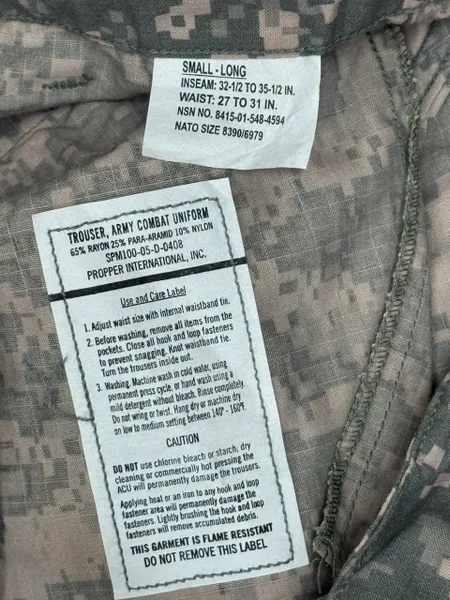 SMALL - LONG
INSEAM: 32-1/2 TO 35-1/2 IN.
WAIST: 27 TO 31 IN.
NSN NO. 8415-01-548-4594
NATO SIZE 8390/6979
TROUSER, ARMY COMBAT UNIFORM
65% RAYON 25% PARA-ARAMID 10% NYLON
SPM100-05-D-0408
PROPPER INTERNATIONAL, INC.
Use and Care Label
1. Adjust waist size with internal waistband tie.
2. Before washing, remove all items from the
pockets. Close all hook and loop fasteners
to prevent snagging. Knot waistband tie.
Turn the trousers inside out.
3. Washing. Machine wash in cold water, using
permanent press cycle, or hand wash using a
mild detergent without bleach. Rinse completely.
Do not wring or twist. Hang dry or machine dry
on low to medium setting between 140° - 160°F.
CAUTION
DO NOT use chlorine bleach or starch, dry
cleaning or commercially hot pressing the
ACU will permanently damage the trousers.
Applying heat or an iron to any hook and loop
fastener area will permanently damage the
fasteners. Lightly brushing the hook and loop
fasteners will remove accumulated debris.
THIS GARMENT IS FLAME RESISTANT
DO NOT REMOVE THIS LABEL